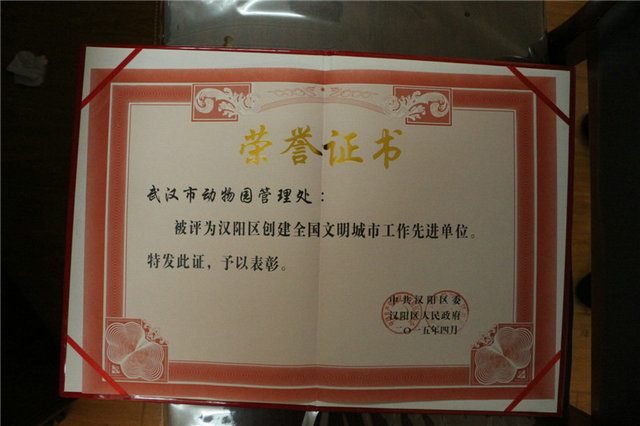 荣誉证书
武汉市动物园管理处：
被评为汉阳区创建全国文明城市工作先进单位。
特发此证，予以表彰。
中共汉阳区委
汉阳区人民政府
二〇一五年四月